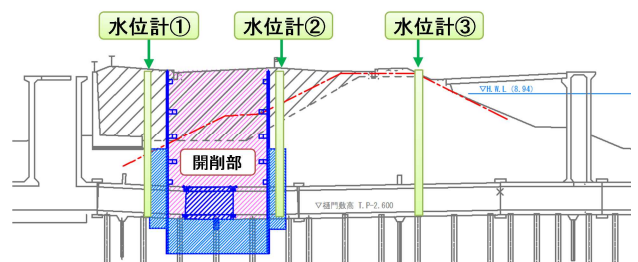 水位計①
水位計②
水位計③
▽H.W.L (8.94)
開削部
▽樋門敷高 T.P-2.600